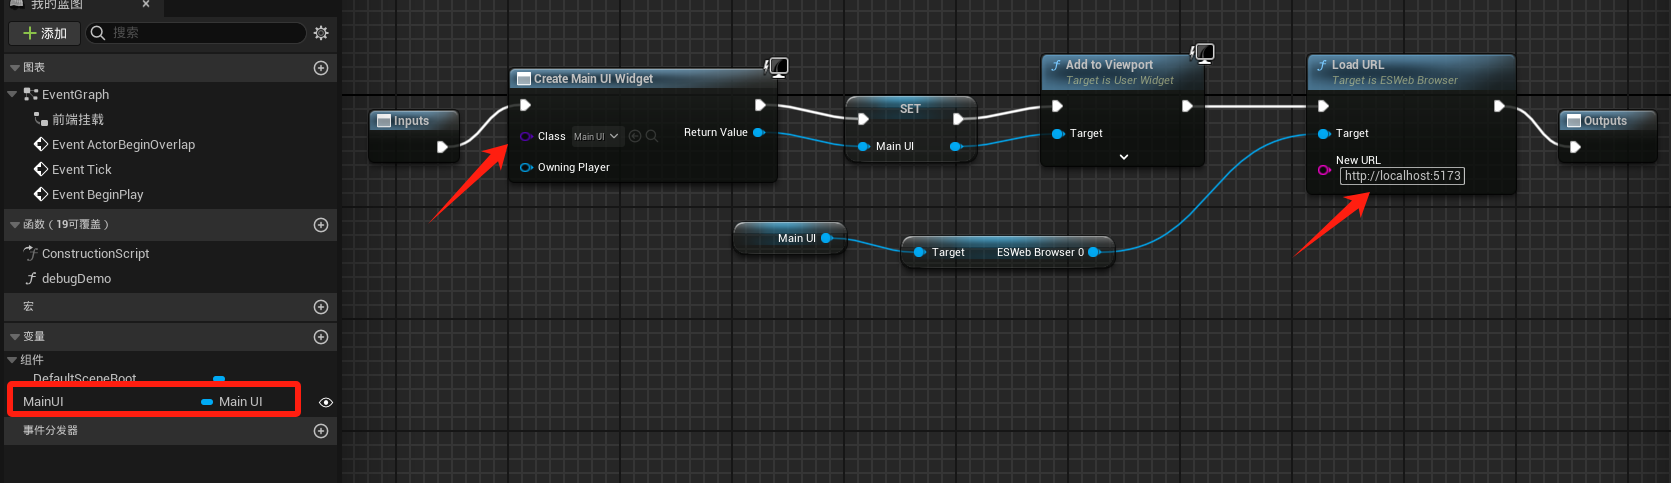 我的蓝图
添加
搜索
图表
EventGraph
前端挂载
Event ActorBeginOverlap
Event Tick
Event BeginPlay
函数（19可覆盖）
ConstructionScript
debugDemo
宏
变量
组件
DefaultSceneRoot
MainUI
Main UI
事件分发器
Inputs
Create Main UI Widget
Class
Main UI
Return Value
Owning Player
SET
Main UI
Add to Viewport
Target is User Widget
Target
Load URL
Target is ESWeb Browser
Target
New URL
http://localhost:5173
Outputs
Main UI
Target
ESWeb Browser 0